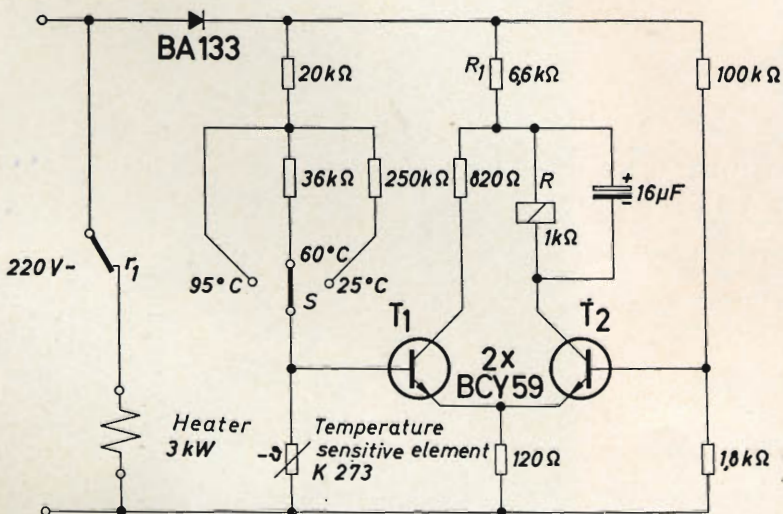 BA133
20kΩ
R1 6,6kΩ
100kΩ
36kΩ
250kΩ
820Ω
R
1kΩ
+
16µF
-
220V~
r1
95°C
60°C
S
25°C
T1
T2
2x
BCY59
Heater
3kW
-ϑ
Temperature
sensitive element
K 273
120Ω
1,8kΩ